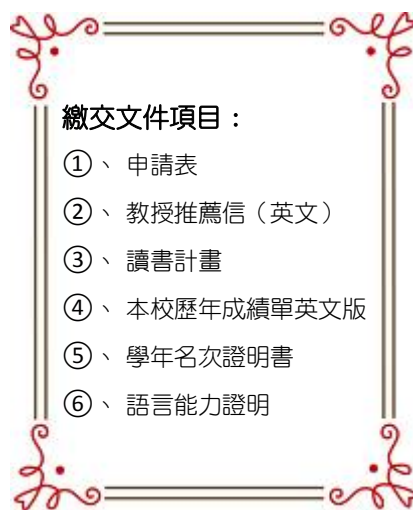 繳交文件項目：
①、 申請表
②、 教授推薦信（英文）
③、 讀書計畫
④、 本校歷年成績單英文版
⑤、 學年名次證明書
⑥、 語言能力證明